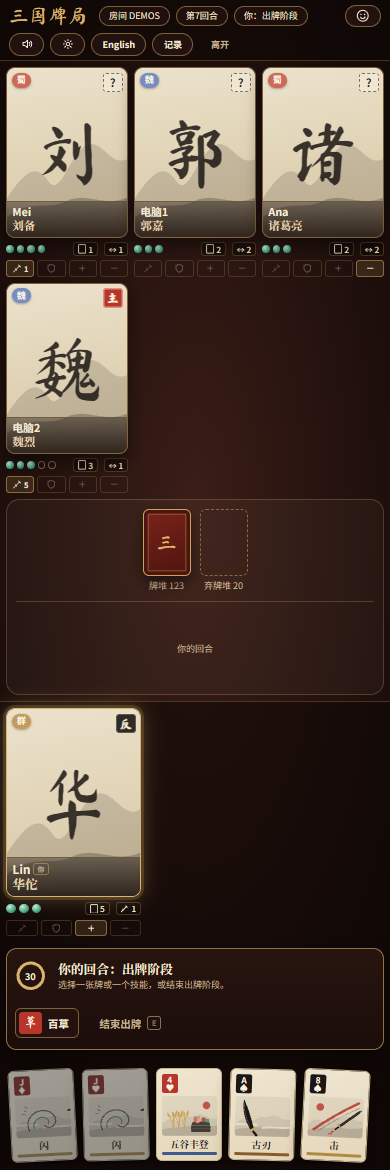 三国牌局 房间 DEMOS 第7回合 你：出牌阶段
English 记录 离开
蜀 ? 刘 Mei 刘备
魏 ? 郭 电脑1 郭嘉
蜀 ? 诸 Ana 诸葛亮
1 1 2 2 2 2
1
魏 主 魏 电脑2 魏烈
3 1
5
三
牌堆 123 弃牌堆 20
你的回合
群 反
华
Lin 你
华佗
5 1
30 你的回合：出牌阶段
选择一张牌或一个技能，或结束出牌阶段。
草 百草 结束出牌 E
J J 4 A 8
闪 闪 五谷丰登 古刃 击